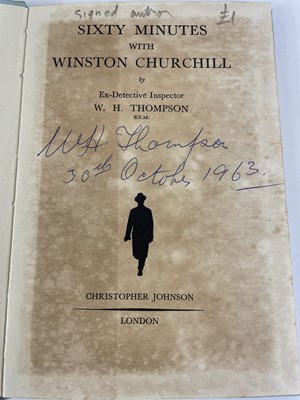 signed author £1
SIXTY MINUTES
WITH
WINSTON CHURCHILL
by
Ex-Detective Inspector
W. H. THOMPSON
B.E.M.
WH Thompson
30th October 1963.
CHRISTOPHER JOHNSON
LONDON